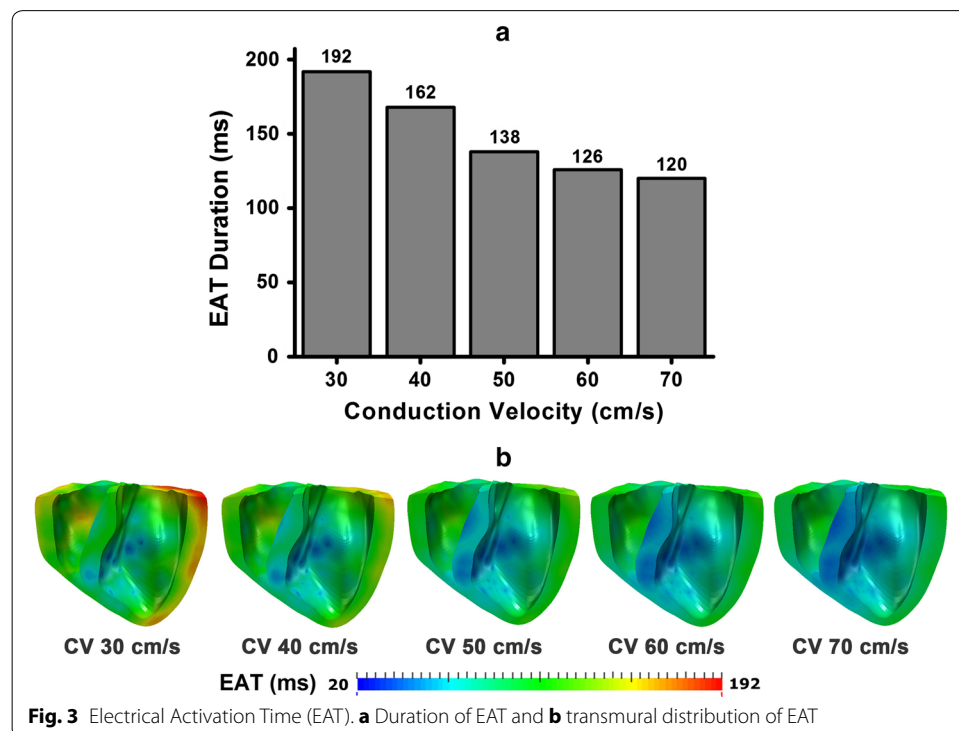 a
EAT Duration (ms)
200
150
100
50
0
192
162
138
126
120
30 40 50 60 70
Conduction Velocity (cm/s)
b
CV 30 cm/s CV 40 cm/s CV 50 cm/s CV 60 cm/s CV 70 cm/s
EAT (ms) 20 192
Fig. 3 Electrical Activation Time (EAT). a Duration of EAT and b transmural distribution of EAT